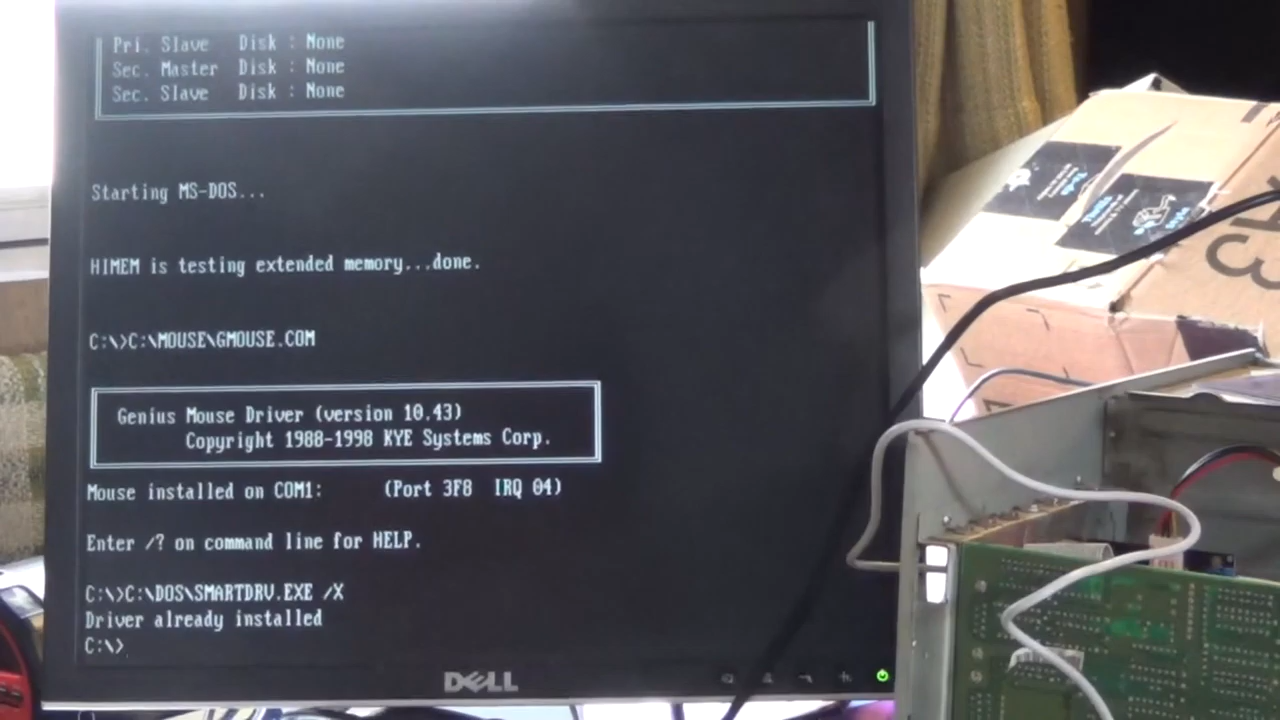 Pri. Slave Disk : None
Sec. Master Disk : None
Sec. Slave Disk : None
Starting MS-DOS...
HIMEM is testing extended memory...done.
C:\>C:\MOUSE\GMOUSE.COM
Genius Mouse Driver (version 10.43)
Copyright 1988-1998 KYE Systems Corp.
Mouse installed on COM1: (Port 3F8 IRQ 04)
Enter /? on command line for HELP.
C:\>C:\DOS\SMARTDRV.EXE /X
Driver already installed
C:\>
DELL